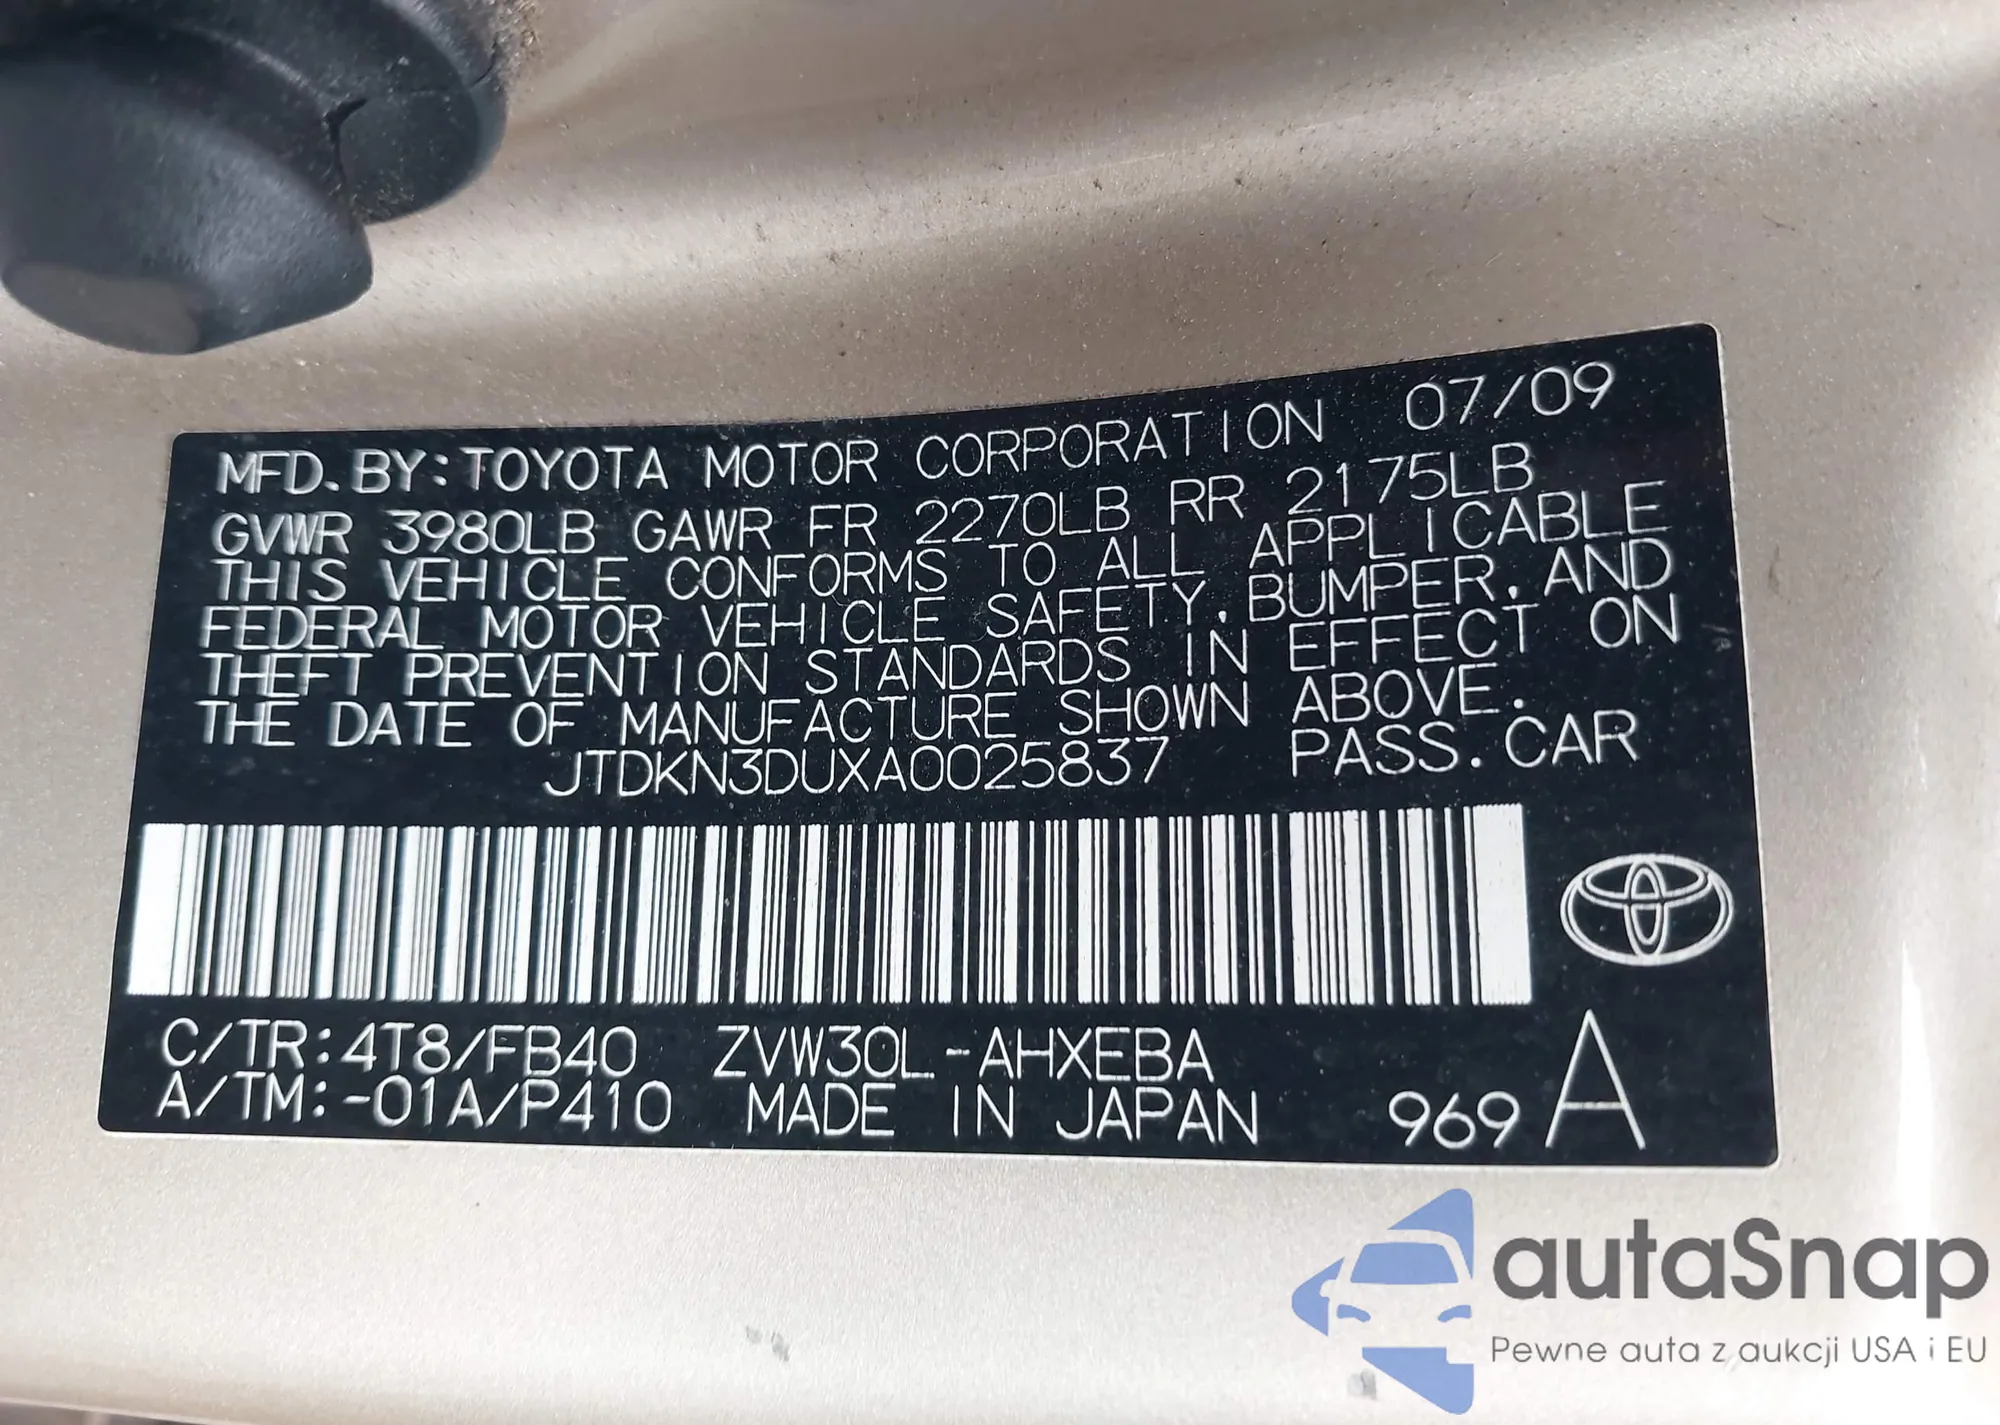 MFD. BY: TOYOTA MOTOR CORPORATION 07/09
GVWR 3980LB GAWR FR 2270LB RR 2175LB
THIS VEHICLE CONFORMS TO ALL APPLICABLE
FEDERAL MOTOR VEHICLE SAFETY, BUMPER, AND
THEFT PREVENTION STANDARDS IN EFFECT ON
THE DATE OF MANUFACTURE SHOWN ABOVE.
JTDKN3DUXA0025837 PASS. CAR
C/TR: 4T8/FB40 ZVW30L-AHXEBA
A/TM: -01A/P410 MADE IN JAPAN 969 A
autaSnap
Pewne auta z aukcji USA i EU